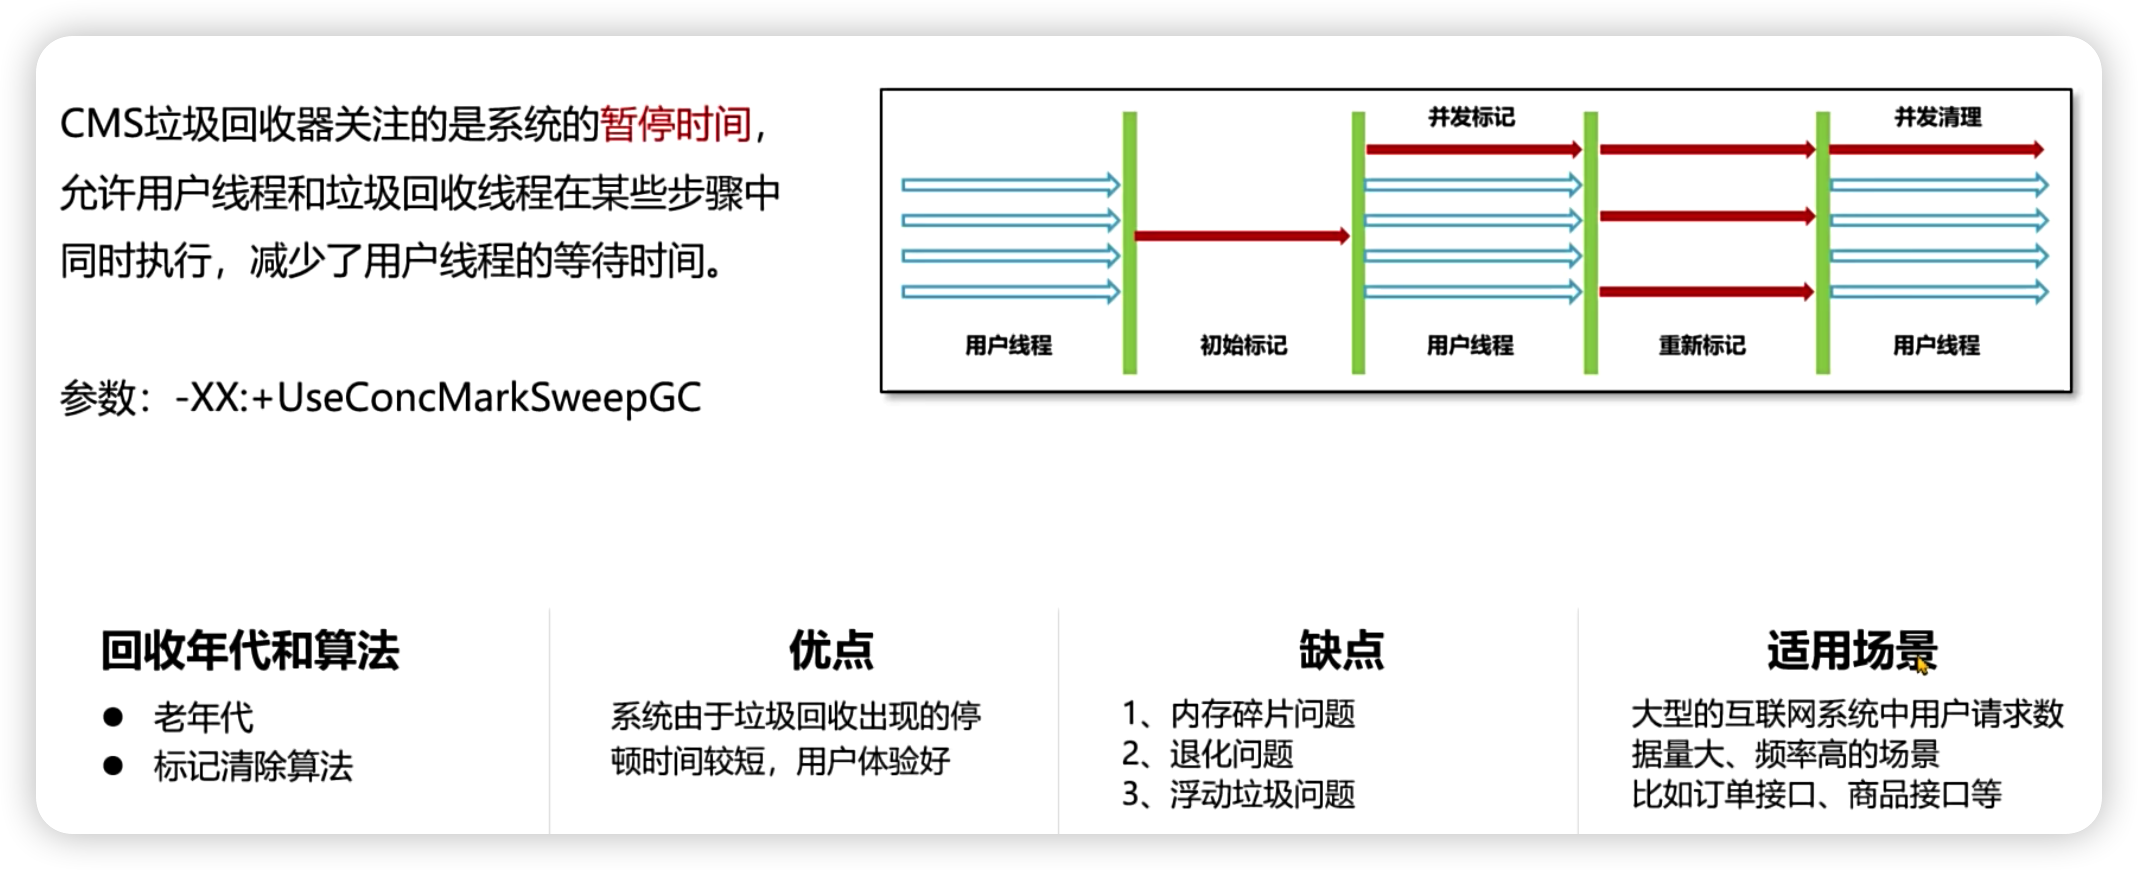 CMS垃圾回收器关注的是系统的暂停时间，
允许用户线程和垃圾回收线程在某些步骤中
同时执行，减少了用户线程的等待时间。
参数：-XX:+UseConcMarkSweepGC
并发标记
并发清理
用户线程
初始标记
用户线程
重新标记
用户线程
回收年代和算法
● 老年代
● 标记清除算法
优点
系统由于垃圾回收出现的停
顿时间较短，用户体验好
缺点
1、内存碎片问题
2、退化问题
3、浮动垃圾问题
适用场景
大型的互联网系统中用户请求数
据量大、频率高的场景
比如订单接口、商品接口等